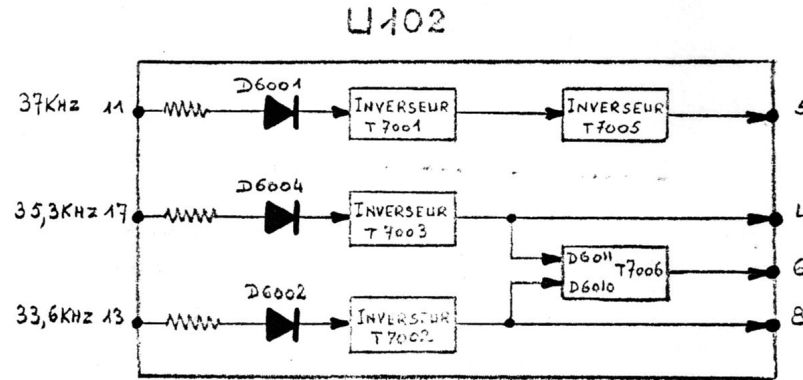 U102
37KHz 11
D6001
INVERSEUR
T7001
INVERSEUR
T7005
5
35,3KHz 17
D6004
INVERSEUR
T7003
4
D6011
T7006
D6010
6
33,6KHz 13
D6002
INVERSEUR
T7002
8